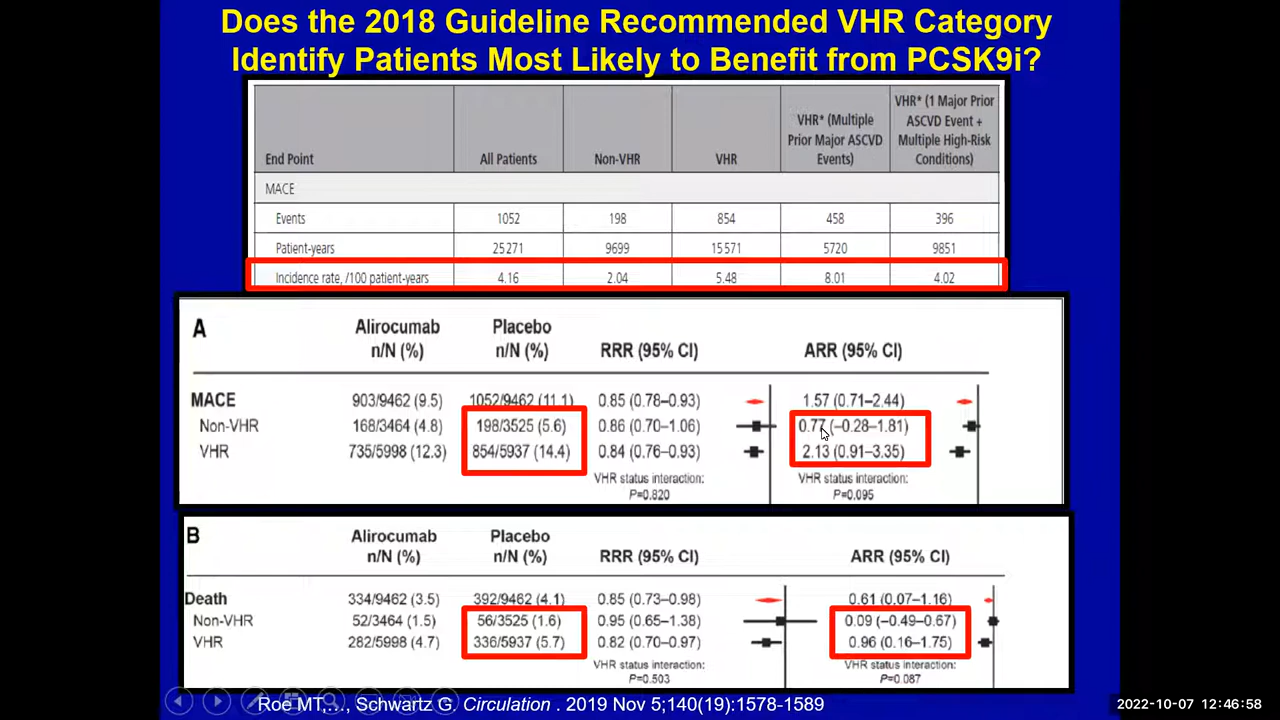 Does the 2018 Guideline Recommended VHR Category
Identify Patients Most Likely to Benefit from PCSK9i?
End Point All Patients Non-VHR VHR VHR* (Multiple Prior Major ASCVD Events) VHR* (1 Major Prior ASCVD Event + Multiple High-Risk Conditions)
MACE
Events 1052 198 854 458 396
Patient-years 25271 9699 15571 5720 9851
Incidence rate, /100 patient-years 4.16 2.04 5.48 8.01 4.02
A
Alirocumab n/N (%) Placebo n/N (%) RRR (95% CI) ARR (95% CI)
MACE 903/9462 (9.5) 1052/9462 (11.1) 0.85 (0.78–0.93) 1.57 (0.71–2.44)
Non-VHR 168/3464 (4.8) 198/3525 (5.6) 0.86 (0.70–1.06) 0.77 (−0.28–1.81)
VHR 735/5998 (12.3) 854/5937 (14.4) 0.84 (0.76–0.93) 2.13 (0.91–3.35)
VHR status interaction: VHR status interaction:
P=0.820 P=0.095
B
Alirocumab n/N (%) Placebo n/N (%) RRR (95% CI) ARR (95% CI)
Death 334/9462 (3.5) 392/9462 (4.1) 0.85 (0.73–0.98) 0.61 (0.07–1.16)
Non-VHR 52/3464 (1.5) 56/3525 (1.6) 0.95 (0.65–1.38) 0.09 (−0.49–0.67)
VHR 282/5998 (4.7) 336/5937 (5.7) 0.82 (0.70–0.97) 0.96 (0.16–1.75)
VHR status interaction: VHR status interaction:
P=0.503 P=0.087
Roe MT,…, Schwartz G. Circulation . 2019 Nov 5;140(19):1578-1589
2022-10-07 12:46:58